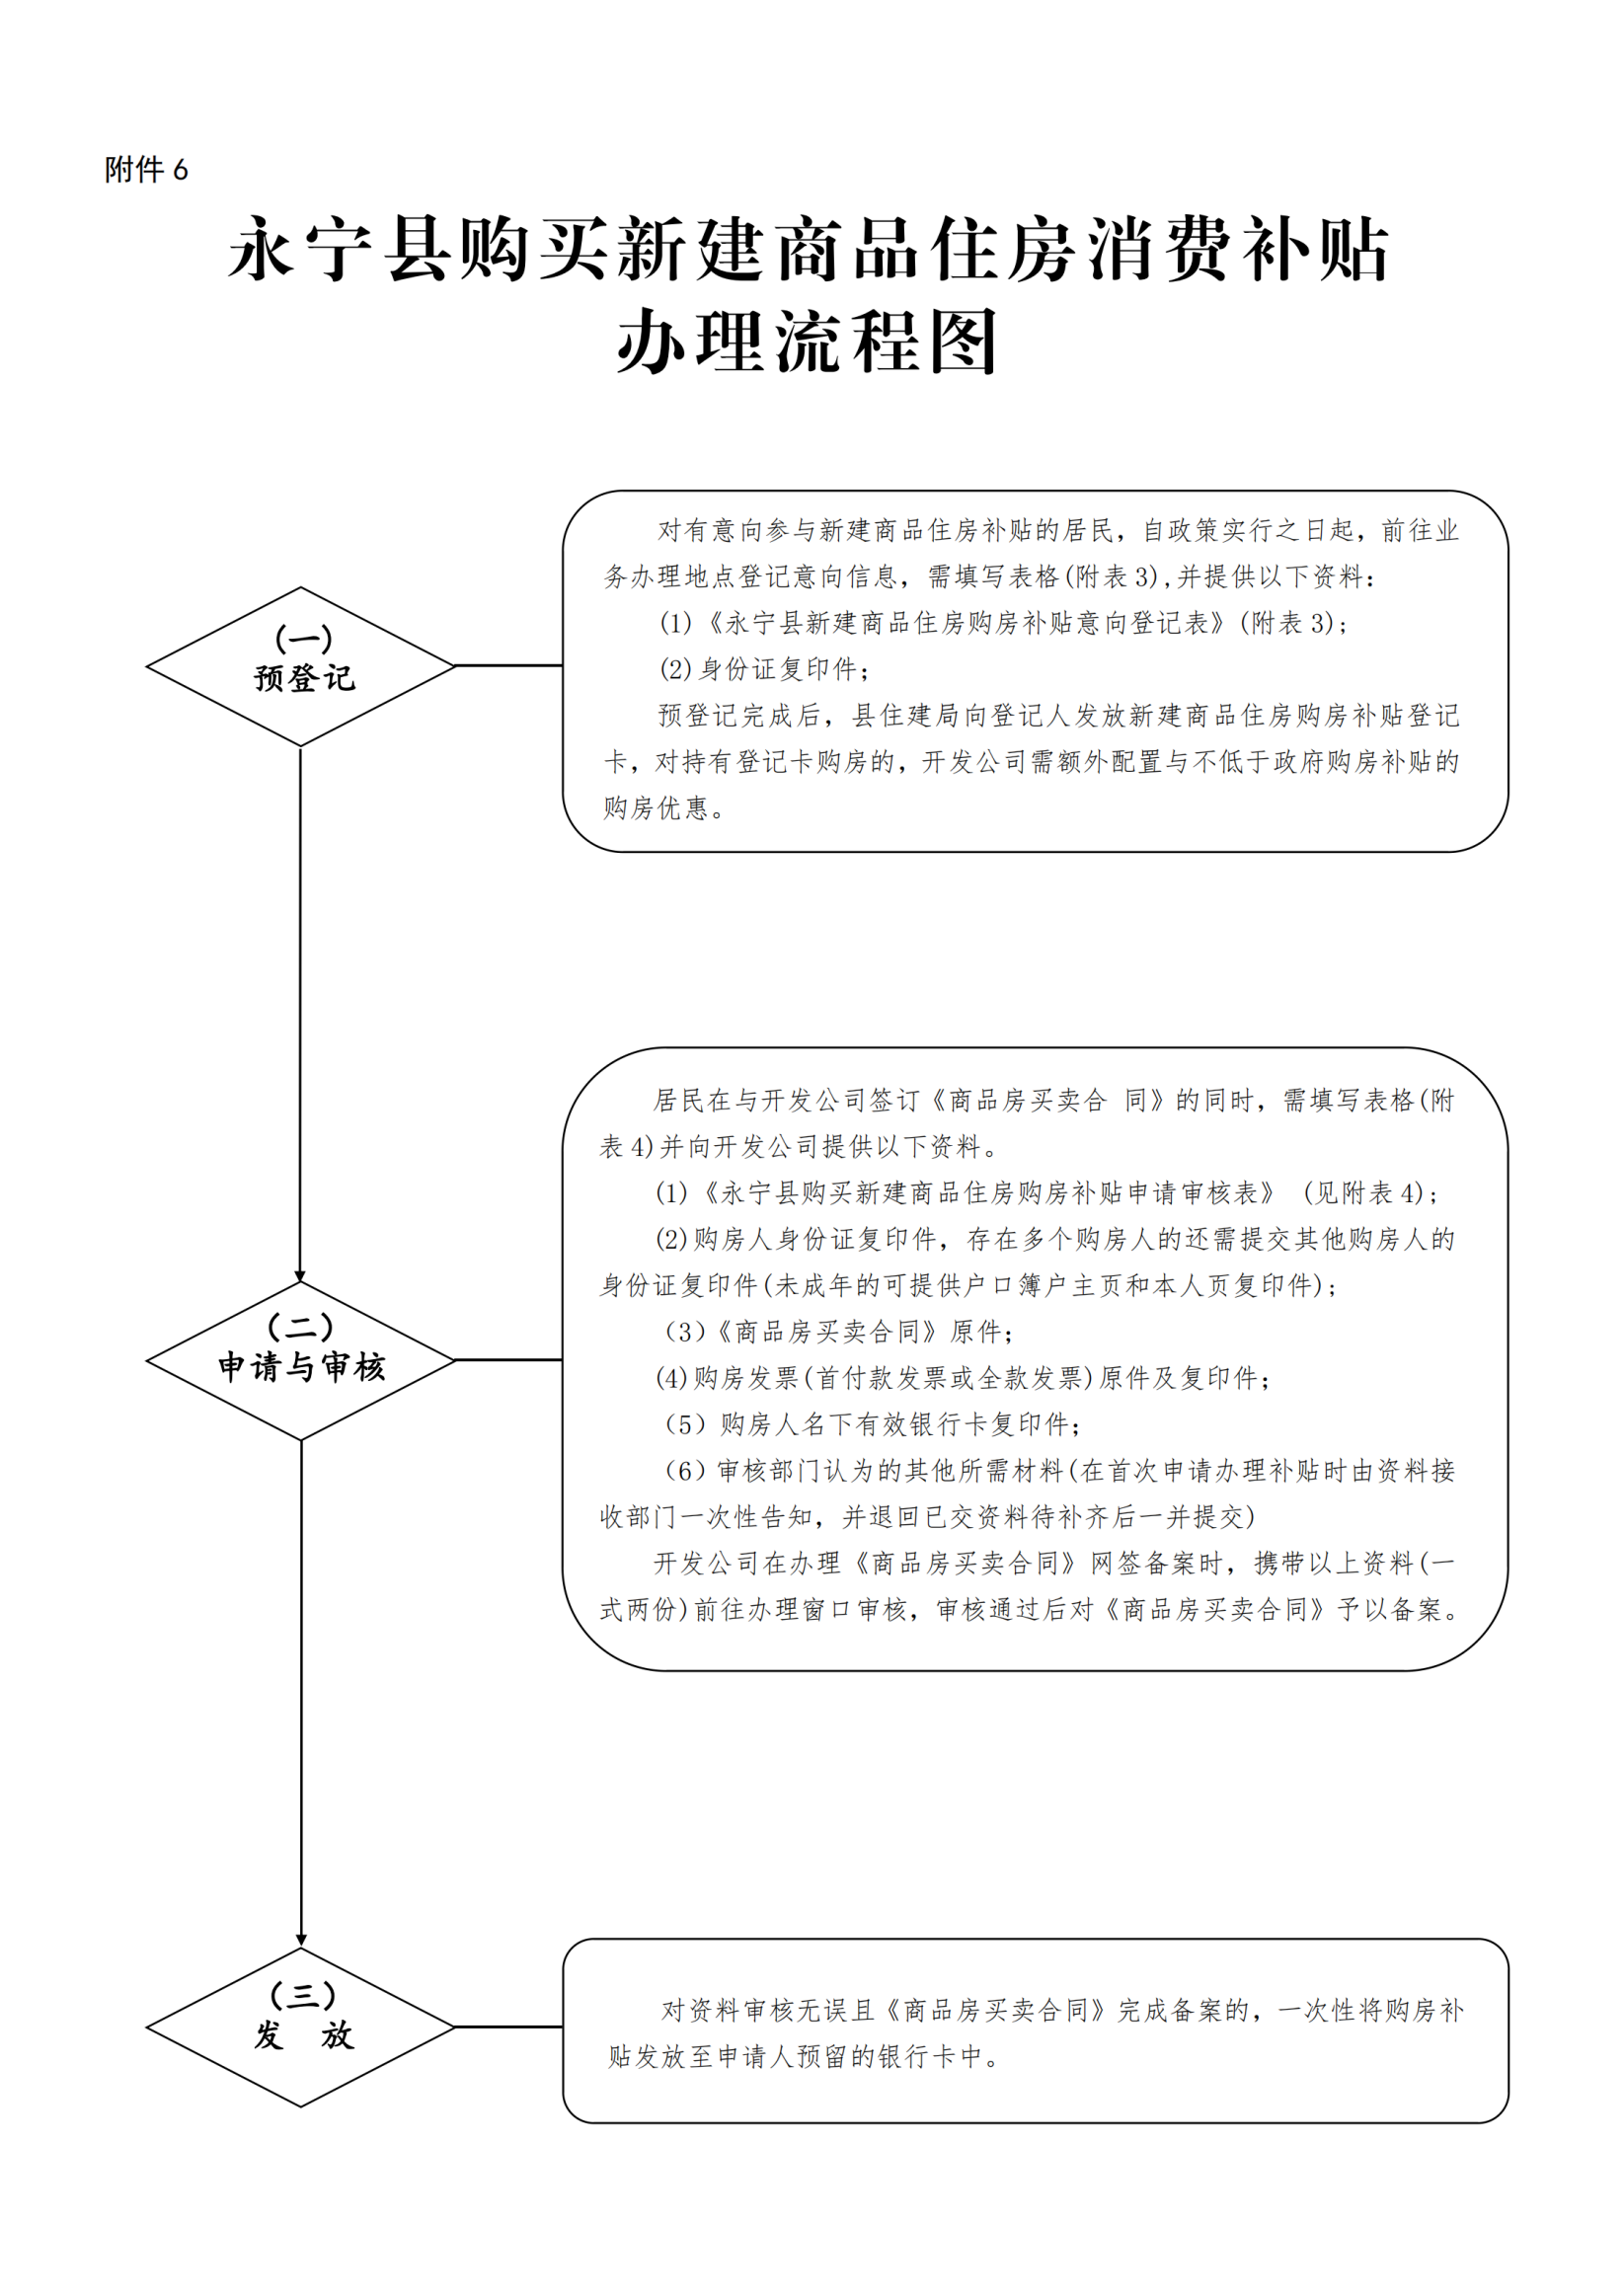 附件 6
永宁县购买新建商品住房消费补贴
办理流程图
对有意向参与新建商品住房补贴的居民，自政策实行之日起，前往业
务办理地点登记意向信息，需填写表格(附表 3),并提供以下资料：
(1)《永宁县新建商品住房购房补贴意向登记表》(附表 3)；
(2)身份证复印件；
预登记完成后，县住建局向登记人发放新建商品住房购房补贴登记
卡，对持有登记卡购房的，开发公司需额外配置与不低于政府购房补贴的
购房优惠。
（一）
预登记
居民在与开发公司签订《商品房买卖合 同》的同时，需填写表格(附
表 4)并向开发公司提供以下资料。
(1)《永宁县购买新建商品住房购房补贴申请审核表》 (见附表 4)；
(2)购房人身份证复印件，存在多个购房人的还需提交其他购房人的
身份证复印件(未成年的可提供户口簿户主页和本人页复印件)；
（3）《商品房买卖合同》原件；
(4)购房发票(首付款发票或全款发票)原件及复印件；
（5）购房人名下有效银行卡复印件；
（6）审核部门认为的其他所需材料(在首次申请办理补贴时由资料接
收部门一次性告知，并退回已交资料待补齐后一并提交)
开发公司在办理《商品房买卖合同》网签备案时，携带以上资料(一
式两份)前往办理窗口审核，审核通过后对《商品房买卖合同》予以备案。
（二）
申请与审核
（三）
发 放
对资料审核无误且《商品房买卖合同》完成备案的，一次性将购房补
贴发放至申请人预留的银行卡中。